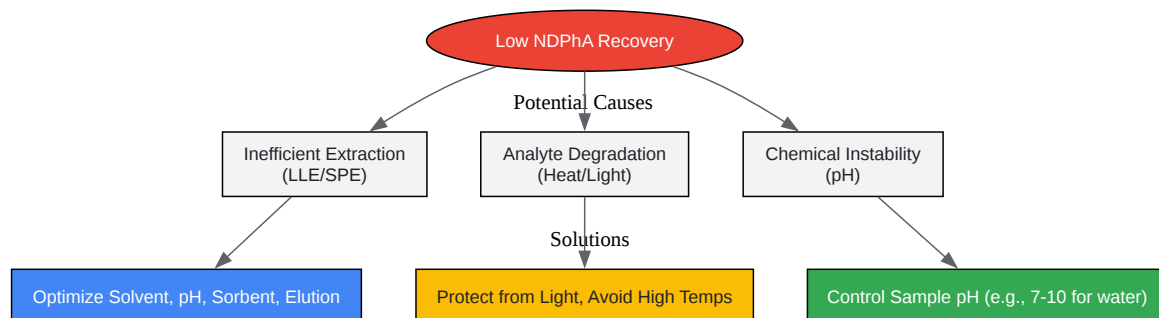 Low NDPhA Recovery
Potential Causes
Inefficient Extraction
(LLE/SPE)
Analyte Degradation
(Heat/Light)
Chemical Instability
(pH)
Solutions
Optimize Solvent, pH, Sorbent, Elution
Protect from Light, Avoid High Temps
Control Sample pH (e.g., 7-10 for water)